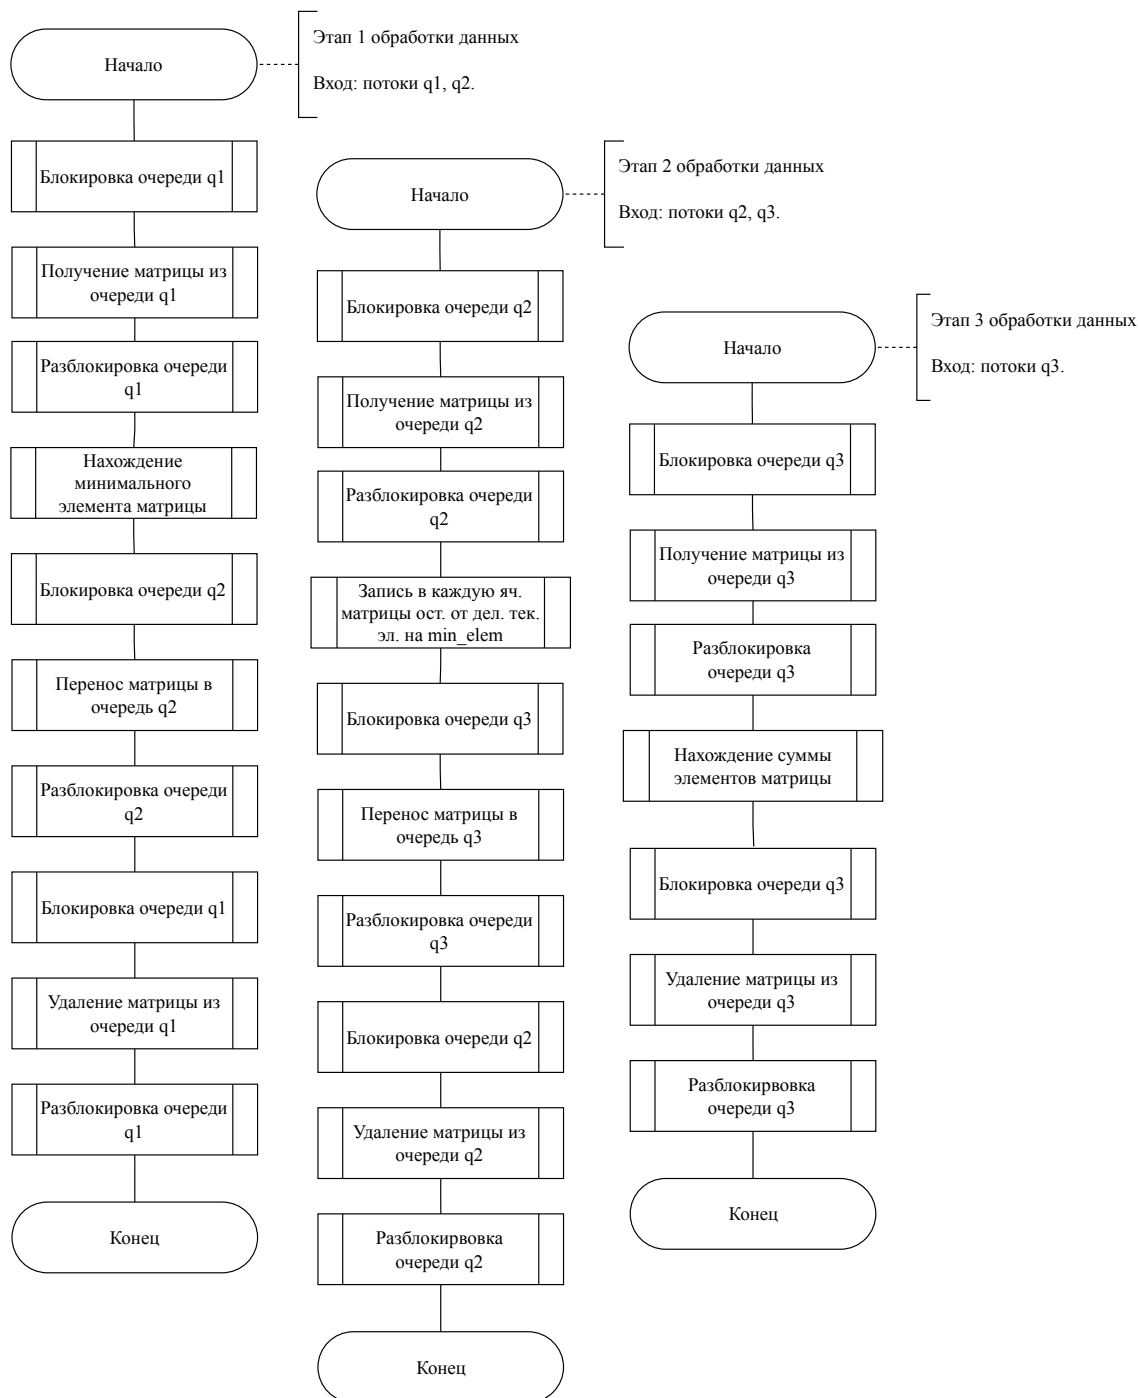 Начало
Этап 1 обработки данных
Вход: потоки q1, q2.
Блокировка очереди q1
Получение матрицы из
очереди q1
Разблокировка очереди
q1
Нахождение
минимального
элемента матрицы
Блокировка очереди q2
Перенос матрицы в
очередь q2
Разблокировка очереди
q2
Блокировка очереди q1
Удаление матрицы из
очереди q1
Разблокировка очереди
q1
Конец
Начало
Этап 2 обработки данных
Вход: потоки q2, q3.
Блокировка очереди q2
Получение матрицы из
очереди q2
Разблокировка очереди
q2
Запись в каждую яч.
матрицы ост. от дел. тек.
эл. на min_elem
Блокировка очереди q3
Перенос матрицы в
очередь q3
Разблокировка очереди
q3
Блокировка очереди q2
Удаление матрицы из
очереди q2
Разблокирвовка
очереди q2
Конец
Начало
Этап 3 обработки данных
Вход: потоки q3.
Блокировка очереди q3
Получение матрицы из
очереди q3
Разблокировка
очереди q3
Нахождение суммы
элементов матрицы
Блокировка очереди q3
Удаление матрицы из
очереди q3
Разблокирвовка
очереди q3
Конец